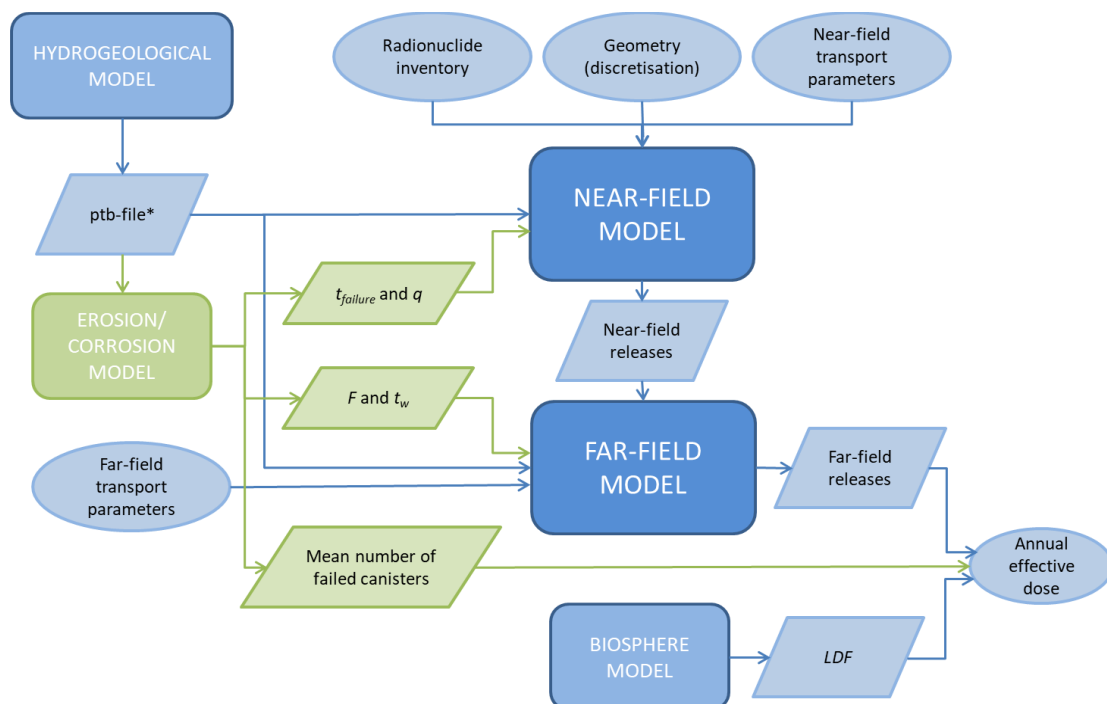 HYDROGEOLOGICAL
MODEL
Radionuclide
inventory
Geometry
(discretisation)
Near-field
transport
parameters
ptb-file*
NEAR-FIELD
MODEL
t_failure and q
EROSION/
CORROSION
MODEL
Near-field
releases
F and t_w
FAR-FIELD
MODEL
Far-field
releases
Far-field
transport
parameters
Mean number of
failed canisters
Annual
effective
dose
BIOSPHERE
MODEL
LDF